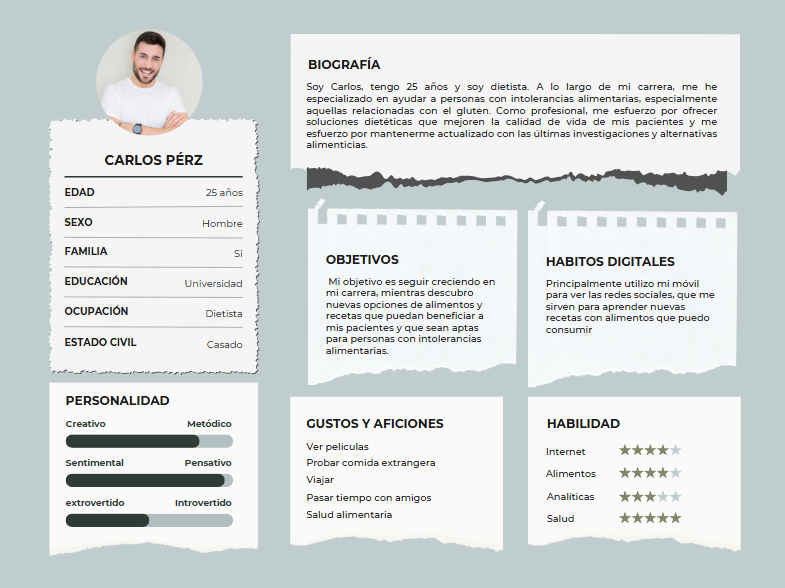 CARLOS PÉRZ
EDAD 25 años
SEXO Hombre
FAMILIA Si
EDUCACIÓN Universidad
OCUPACIÓN Dietista
ESTADO CIVIL Casado
PERSONALIDAD
Creativo Metódico
Sentimental Pensativo
extrovertido Introvertido
BIOGRAFÍA
Soy Carlos, tengo 25 años y soy dietista. A lo largo de mi carrera, me he
especializado en ayudar a personas con intolerancias alimentarias, especialmente
aquellas relacionadas con el gluten. Como profesional, me esfuerzo por ofrecer
soluciones dietéticas que mejoren la calidad de vida de mis pacientes y me
esfuerzo por mantenerme actualizado con las últimas investigaciones y alternativas
alimenticias.
OBJETIVOS
Mi objetivo es seguir creciendo en
mi carrera, mientras descubro
nuevas opciones de alimentos y
recetas que puedan beneficiar a
mis pacientes y que sean aptas
para personas con intolerancias
alimentarias.
HABITOS DIGITALES
Principalmente utilizo mi móvil
para ver las redes sociales, que me
sirven para aprender nuevas
recetas con alimentos que puedo
consumir
GUSTOS Y AFICIONES
Ver peliculas
Probar comida extrangera
Viajar
Pasar tiempo con amigos
Salud alimentaria
HABILIDAD
Internet
Alimentos
Analíticas
Salud